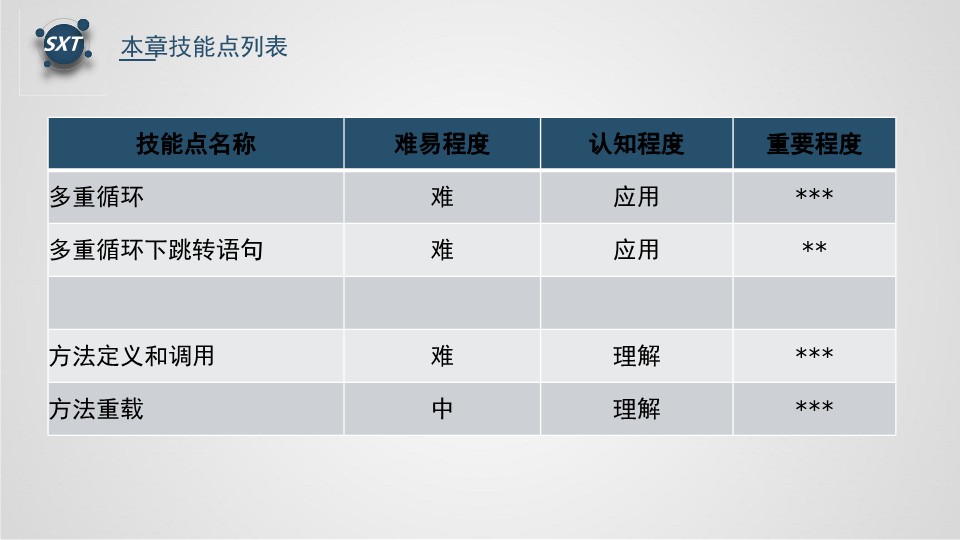 SXT
本章技能点列表
技能点名称 难易程度 认知程度 重要程度
多重循环 难 应用 ***
多重循环下跳转语句 难 应用 **
方法定义和调用 难 理解 ***
方法重载 中 理解 ***